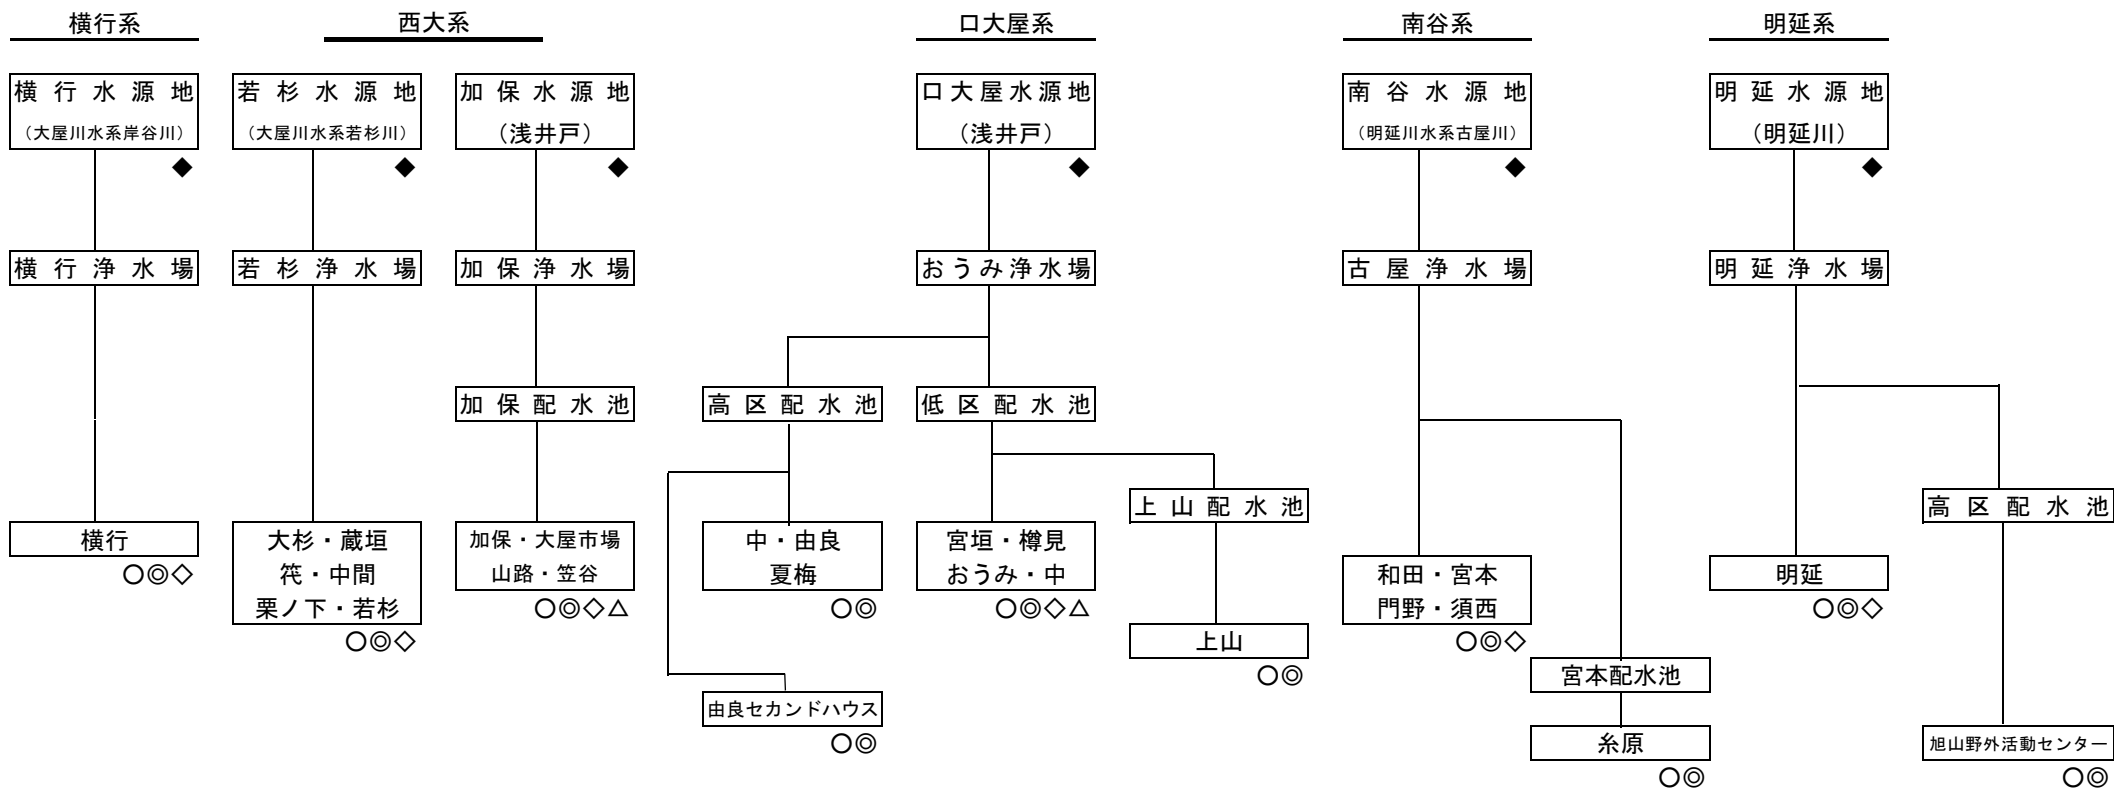 横行系
西大系
口大屋系
南谷系
明延系
横行水源地
（大屋川水系岸谷川）
◆
若杉水源地
（大屋川水系若杉川）
◆
加保水源地
（浅井戸）
◆
口大屋水源地
（浅井戸）
◆
南谷水源地
（明延川水系古屋川）
◆
明延水源地
（明延川）
◆
横行浄水場
若杉浄水場
加保浄水場
おうみ浄水場
古屋浄水場
明延浄水場
加保配水池
高区配水池
低区配水池
上山配水池
高区配水池
横行
○◎◇
大杉・蔵垣
筏・中間
栗ノ下・若杉
○◎◇
加保・大屋市場
山路・笠谷
○◎◇△
中・由良
夏梅
○◎
宮垣・樽見
おうみ・中
○◎◇△
上山
○◎
和田・宮本
門野・須西
○◎◇
明延
○◎◇
宮本配水池
由良セカンドハウス
○◎
糸原
○◎
旭山野外活動センター
○◎